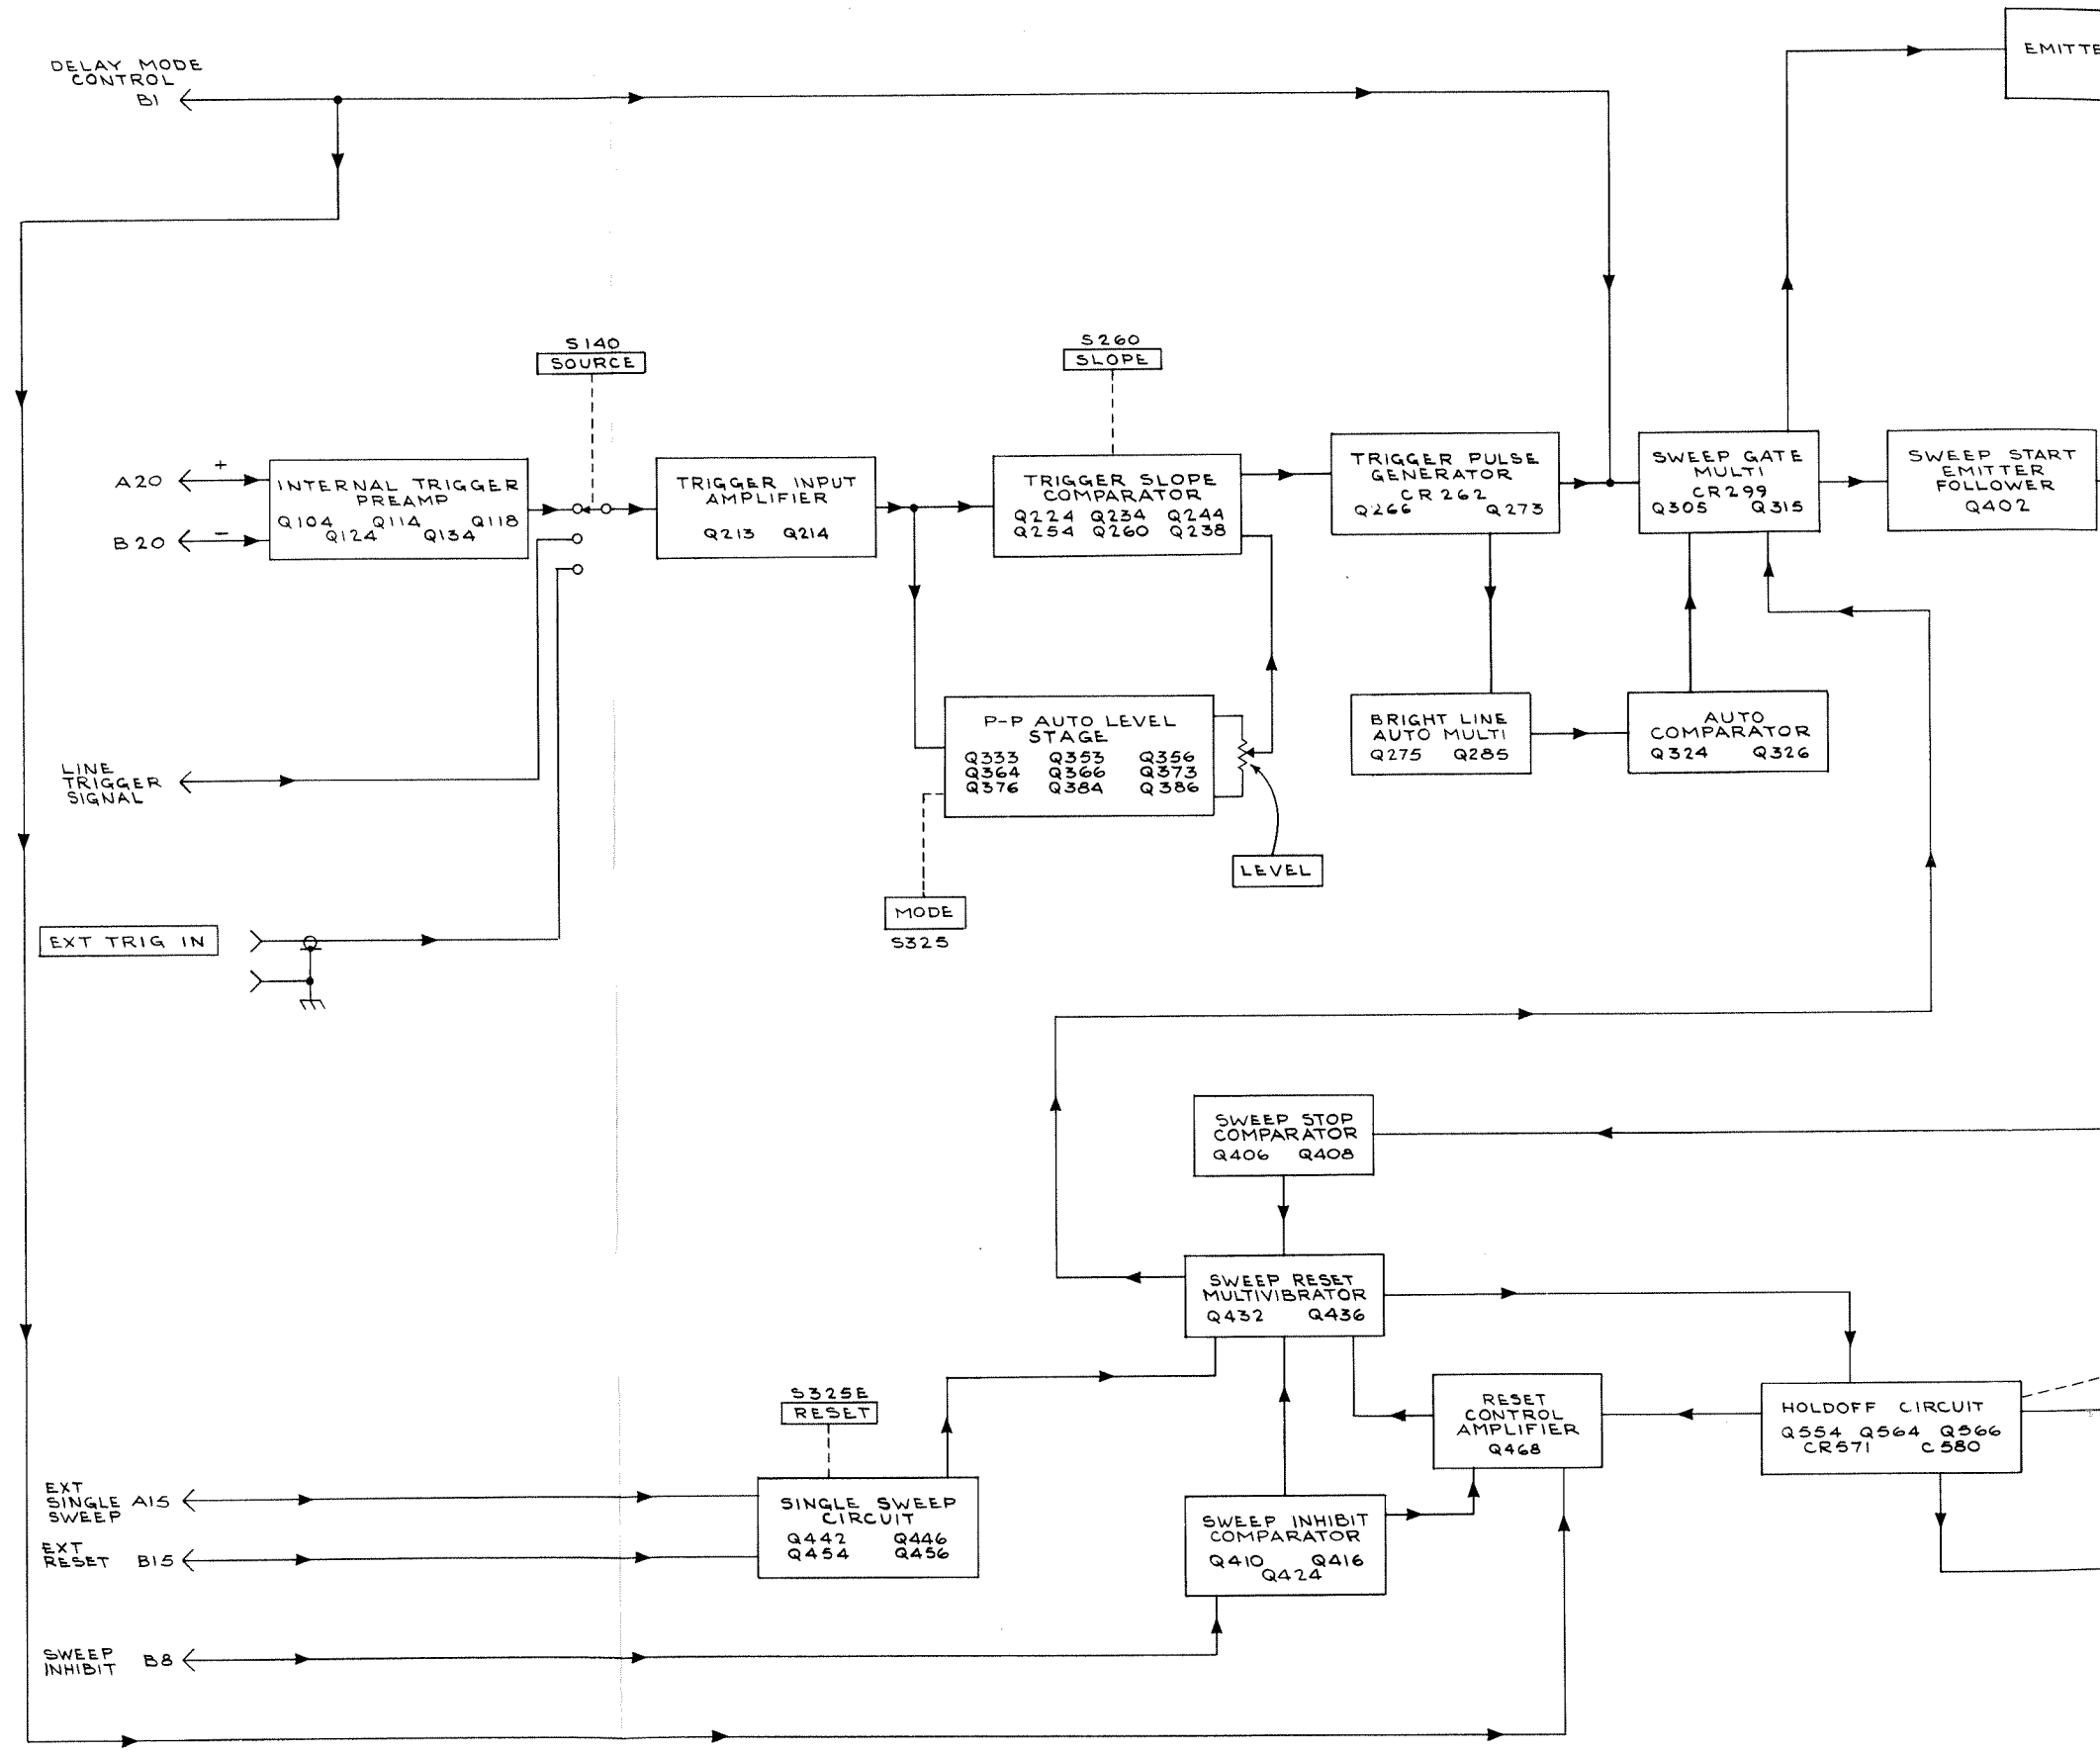 DELAY MODE
CONTROL
B1
EMITTE
S140
SOURCE
S260
SLOPE
A20
+
B20
−
INTERNAL TRIGGER
PREAMP
Q104 Q114 Q118
Q124 Q134
TRIGGER INPUT
AMPLIFIER
Q213 Q214
TRIGGER SLOPE
COMPARATOR
Q224 Q234 Q244
Q254 Q260 Q238
TRIGGER PULSE
GENERATOR
CR262
Q266 Q273
SWEEP GATE
MULTI
CR299
Q305 Q315
SWEEP START
EMITTER
FOLLOWER
Q402
P-P AUTO LEVEL
STAGE
Q333 Q353 Q356
Q364 Q366 Q373
Q376 Q384 Q386
BRIGHT LINE
AUTO MULTI
Q275 Q285
AUTO
COMPARATOR
Q324 Q326
LINE
TRIGGER
SIGNAL
LEVEL
MODE
S325
EXT TRIG IN
SWEEP STOP
COMPARATOR
Q406 Q408
SWEEP RESET
MULTIVIBRATOR
Q432 Q436
S325E
RESET
RESET
CONTROL
AMPLIFIER
Q468
HOLDOFF CIRCUIT
Q554 Q564 Q566
CR571 C580
EXT
SINGLE A15
SWEEP
EXT
RESET B15
SINGLE SWEEP
CIRCUIT
Q442 Q446
Q454 Q456
SWEEP INHIBIT
COMPARATOR
Q410 Q416
Q424
SWEEP
INHIBIT B8